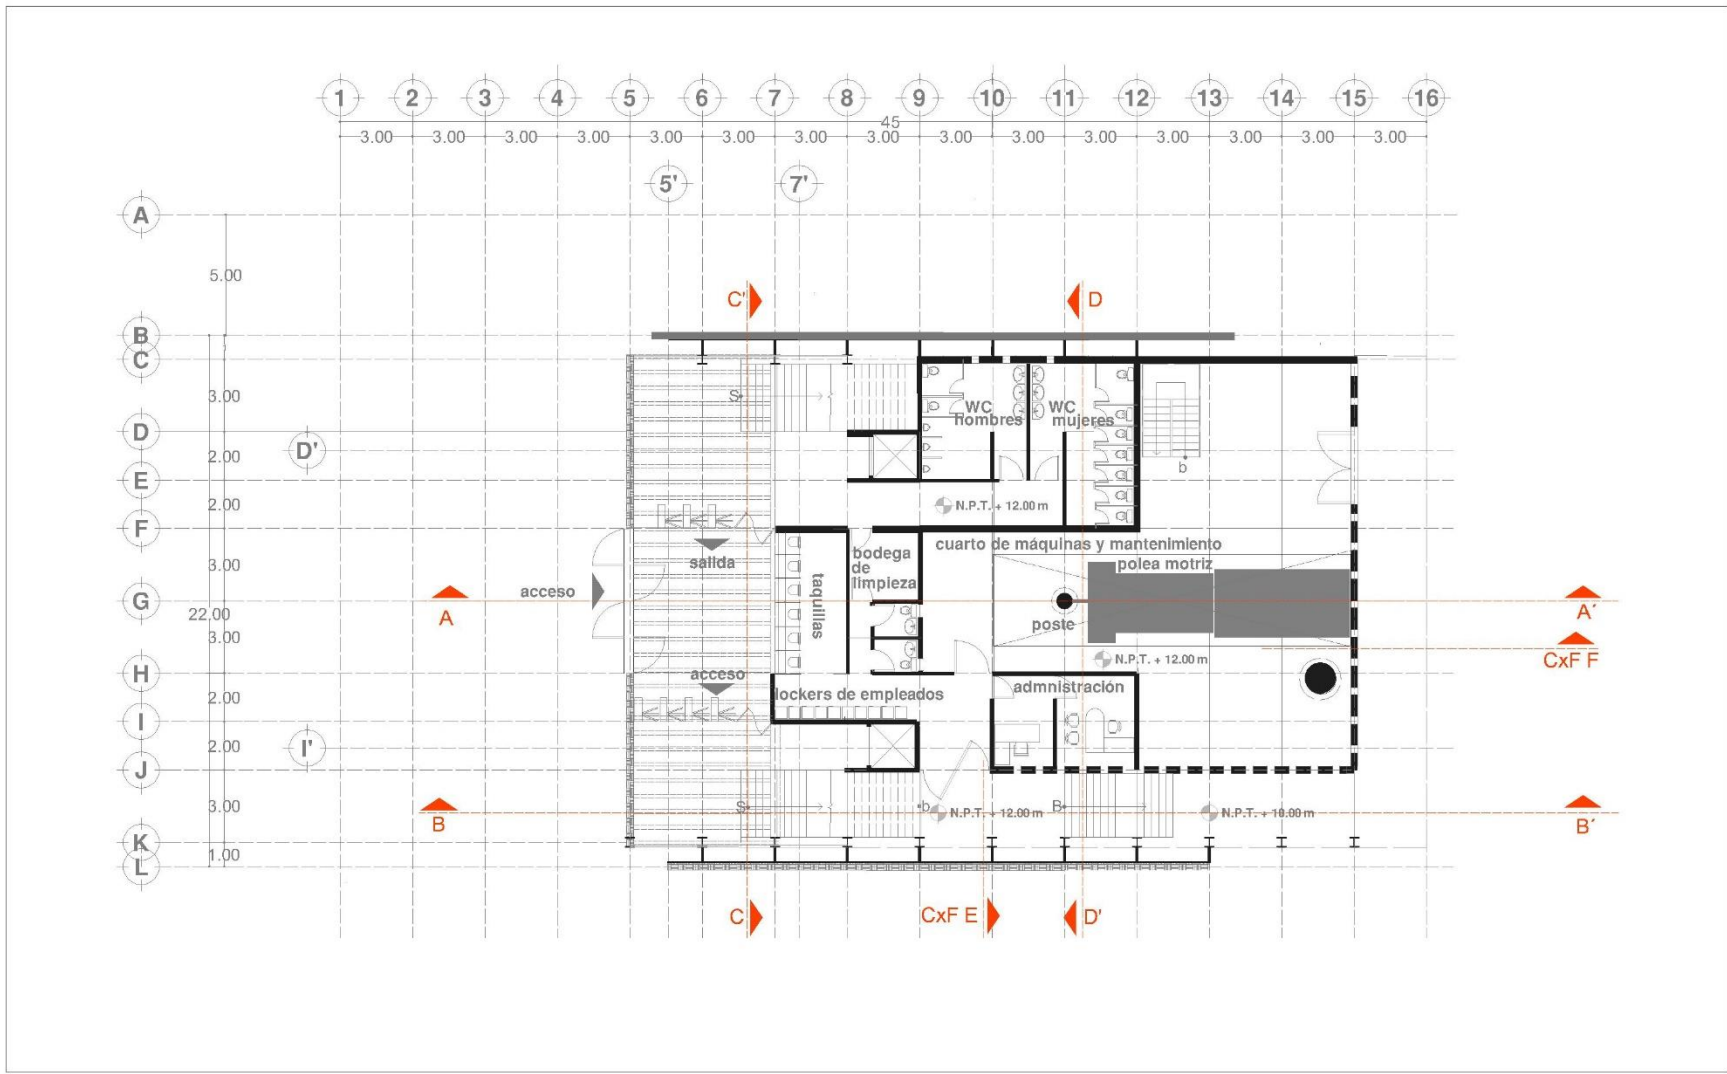 1 2 3 4 5 6 7 8 9 10 11 12 13 14 15 16
45
3.00 3.00 3.00 3.00 3.00 3.00 3.00 3.00 3.00 3.00 3.00 3.00 3.00 3.00 3.00
5' 7'
A
5.00
C' D
B
C
3.00
S
WC
hombres
WC
mujeres
D
D'
2.00
b
E
2.00
N.P.T. + 12.00 m
F
salida
bodega
de
limpieza
cuarto de máquinas y mantenimiento
polea motriz
3.00
acceso
taquillas
G
A
A´
22.00
poste
3.00
N.P.T. + 12.00 m
CxF F
H
acceso
lockers de empleados
admnistración
2.00
I
I'
2.00
J
3.00
S
b
N.P.T. + 12.00 m
B
N.P.T. + 10.00 m
B
B´
K
1.00
L
C
CxF E
D'